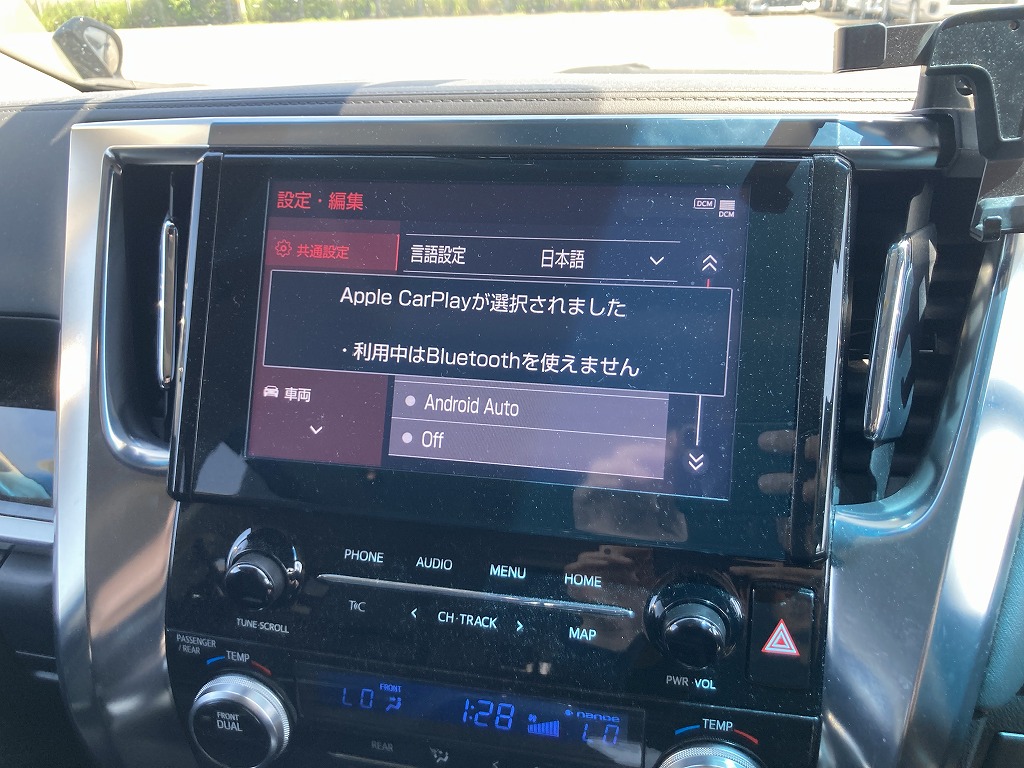 設定・編集
DCM
DCM
共通設定
言語設定 日本語
Apple CarPlayが選択されました
・利用中はBluetoothを使えません
車両
Android Auto
Off
PHONE AUDIO MENU HOME
T C
< CH·TRACK > MAP
TUNE·SCROLL
PWR·VOL
PASSENGER
/ REAR
TEMP
FRONT
DUAL
LO
FRONT
1:28
LO
REAR
TEMP